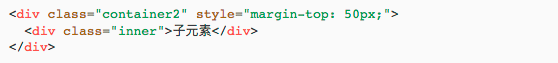 <div class="container2" style="margin-top: 50px;">
  <div class="inner">子元素</div>
</div>